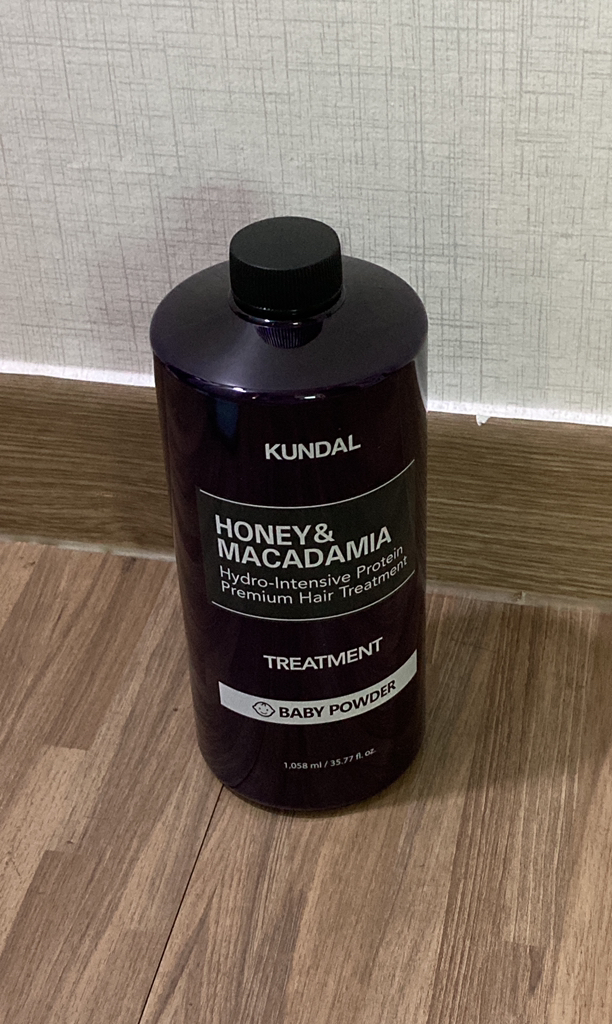 KUNDAL
HONEY&
MACADAMIA
Hydro-Intensive Protein
Premium Hair Treatment
TREATMENT
BABY POWDER
1,058 ml / 35.77 fl. oz.